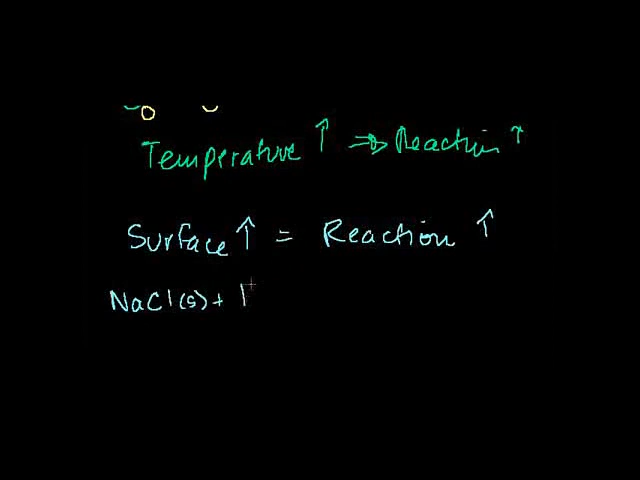 Temperature ↑ ⇒ Reaction ↑
Surface ↑ = Reaction ↑
NaCl(s) +